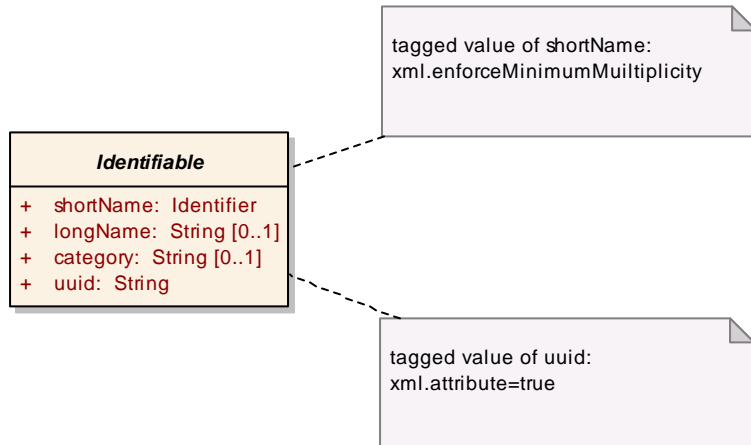 tagged value of shortName:
xml.enforceMinimumMuiltiplicity
Identifiable
+ shortName: Identifier
+ longName: String [0..1]
+ category: String [0..1]
+ uuid: String
tagged value of uuid:
xml.attribute=true